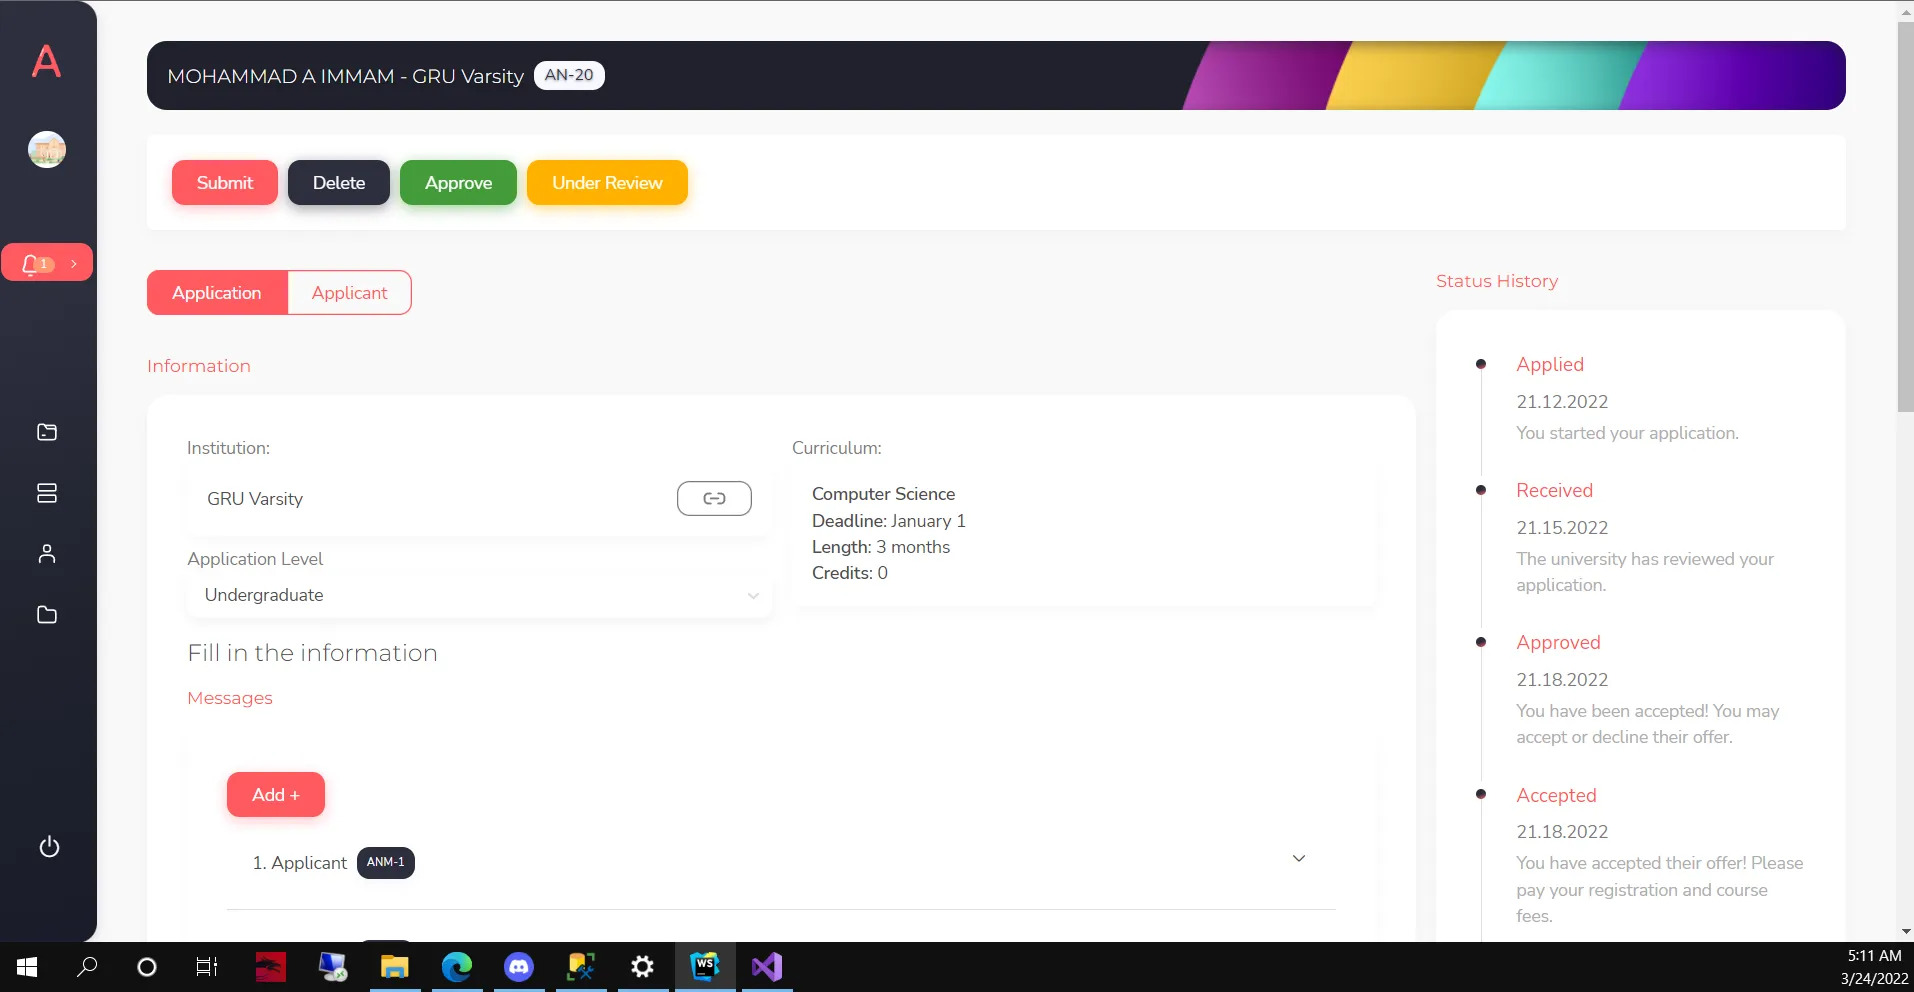 A
MOHAMMAD A IMMAM - GRU Varsity AN-20
Submit Delete Approve Under Review
1
Application Applicant
Information
Institution:
GRU Varsity
Application Level
Undergraduate
Curriculum:
Computer Science
Deadline: January 1
Length: 3 months
Credits: 0
Fill in the information
Messages
Add +
1. Applicant ANM-1
Status History
Applied
21.12.2022
You started your application.
Received
21.15.2022
The university has reviewed your
application.
Approved
21.18.2022
You have been accepted! You may
accept or decline their offer.
Accepted
21.18.2022
You have accepted their offer! Please
pay your registration and course
fees.
WS
5:11 AM
3/24/2022